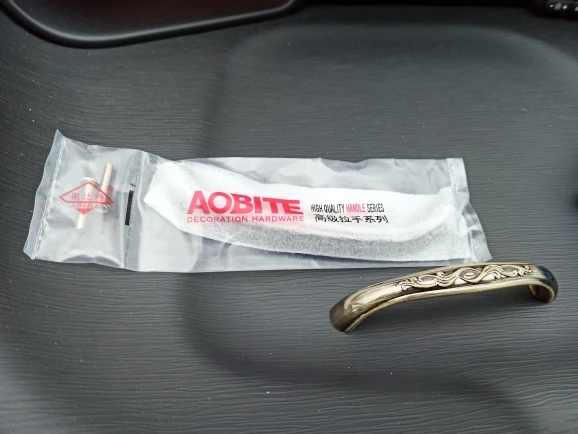 AOBITE
DECORATION HARDWARE
HIGH QUALITY HANDLE SERIES
高级拉手系列